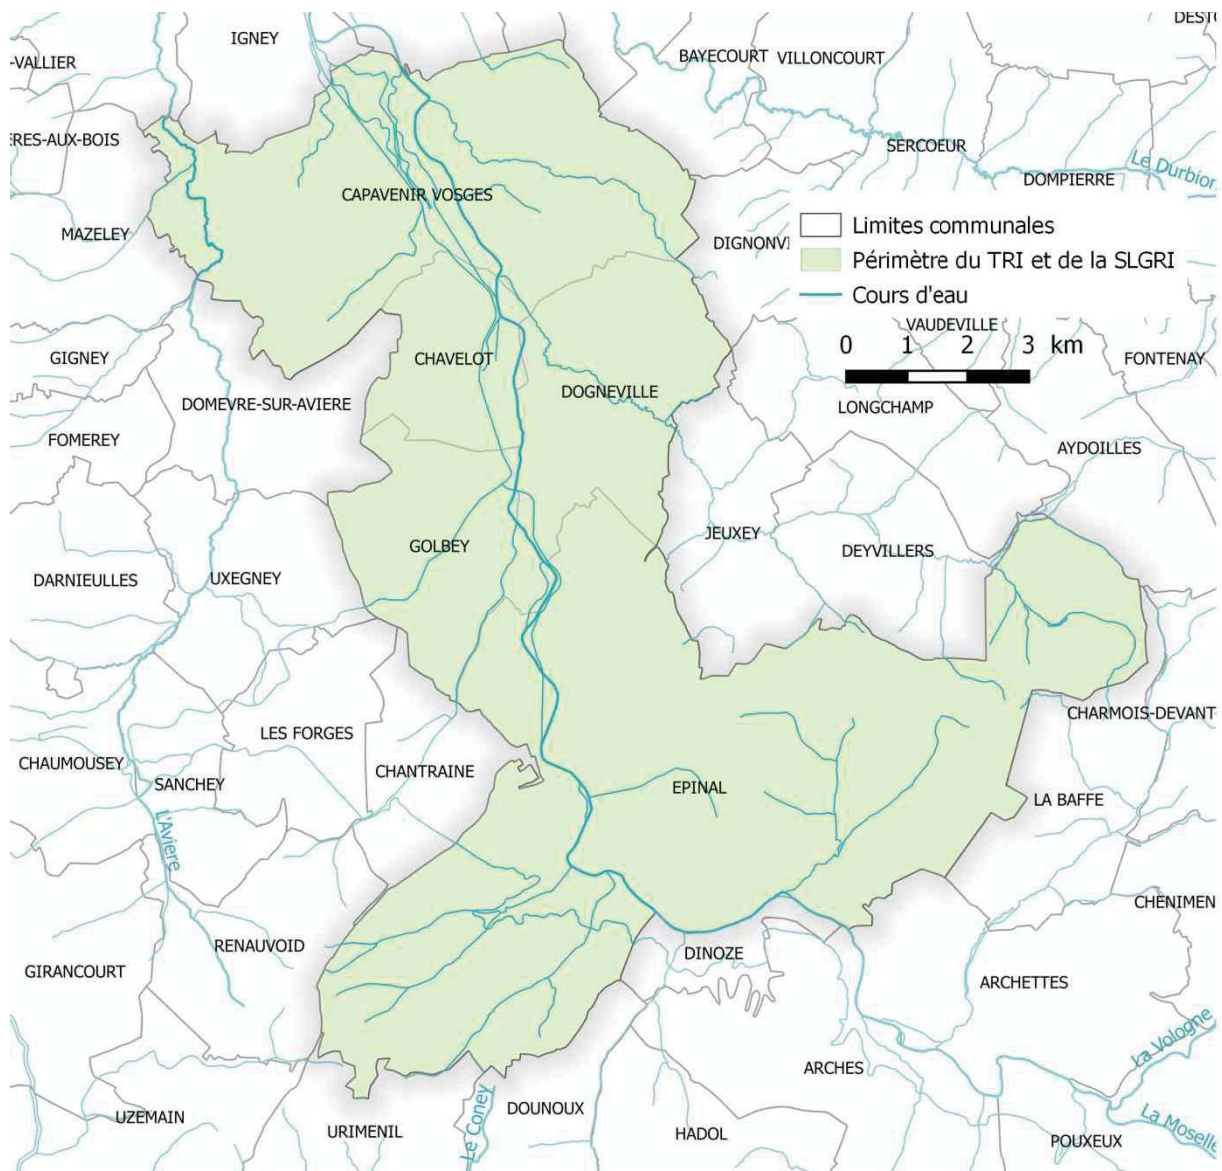 DEST
IGNEY
BAYECOURT
VILLONCOURT
-VALLIER
ERES-AUX-BOIS
SERCOEUR
Le Durbion
DOMPIERRE
CAPAVENIR VOSGES
MAZELEY
DIGNONVI
Limites communales
Périmètre du TRI et de la SLGRI
Cours d'eau
VAUDEVILLE
0 1 2 3 km
GIGNEY
CHAVELOT
FONTENAY
DOMEVRE-SUR-AVIERE
DOGNEVILLE
LONGCHAMP
FOMEREY
AYDOILLES
JEUXEY
GOLBEY
DEYVILLERS
DARNIEULLES
UXEGNEY
CHARMOIS-DEVANT-
LES FORGES
CHAUMOUSEY
CHANTRAINE
SANCHEY
EPINAL
LA BAFFE
L'Aviere
CHENIMEN
RENAUVOID
DINOZE
GIRANCOURT
ARCHETTES
La Vologne
ARCHES
DOUNOUX
UZEMAIN
Le Coney
URIMENIL
HADOL
La Moselle
POUXEUX